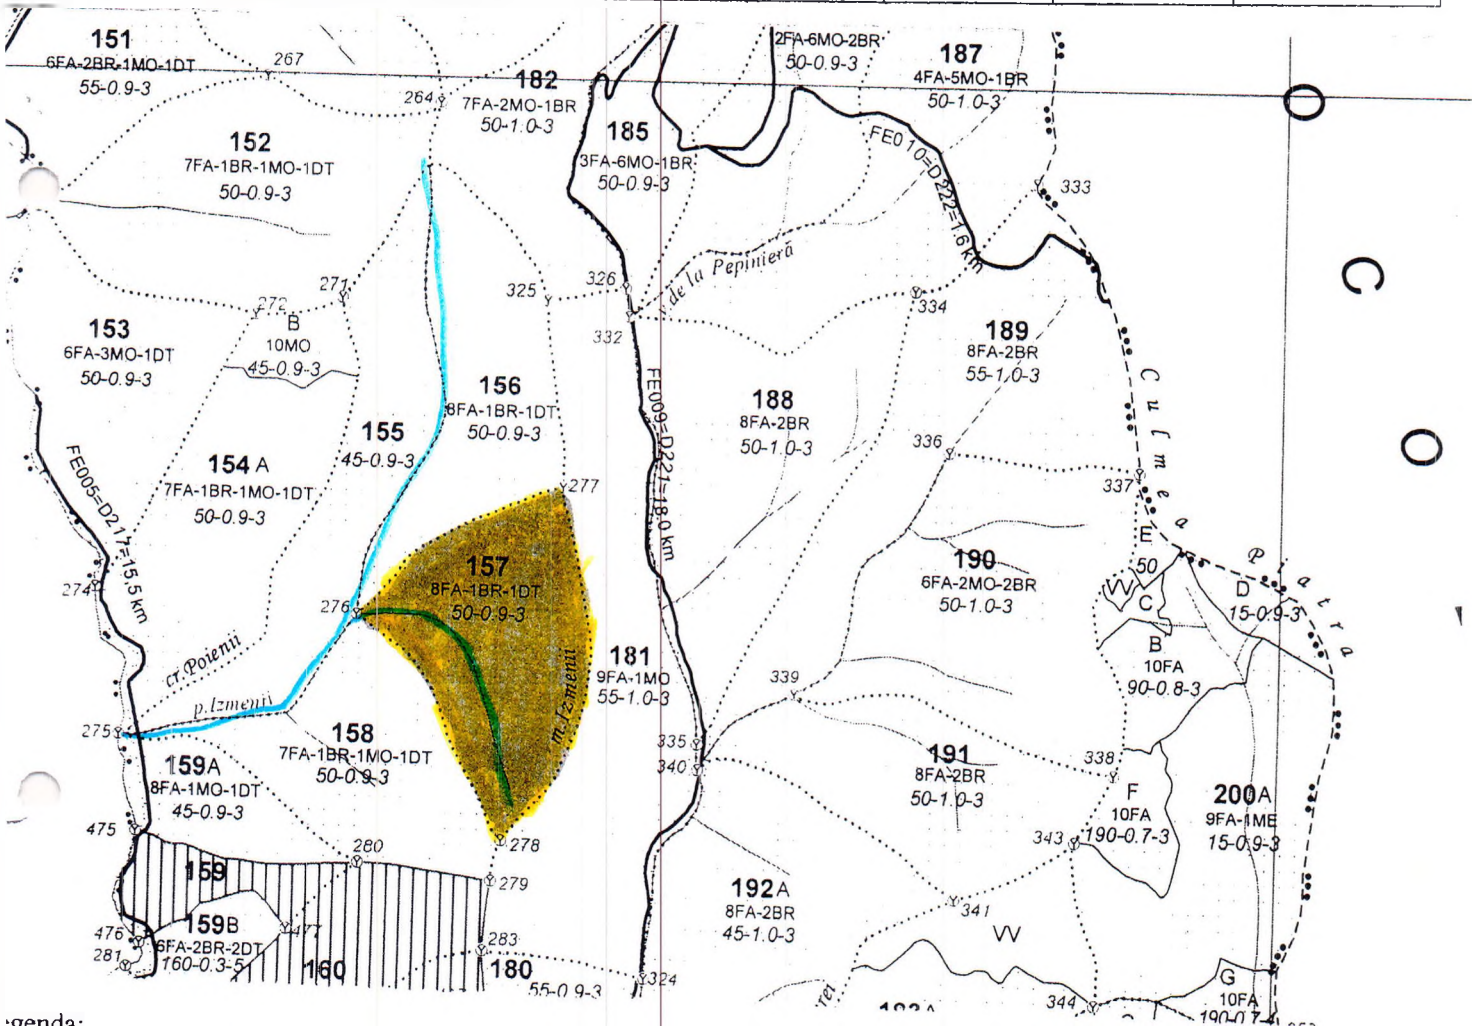 151
6FA-2BR-1MO-1DT
55-0.9-3
267
264
182
7FA-2MO-1BR
50-1.0-3
2FA-6MO-2BR
50-0.9-3
187
4FA-5MO-1BR
50-1.0-3
O
152
7FA-1BR-1MO-1DT
50-0.9-3
185
3FA-6MO-1BR
50-0.9-3
FE010=D222=1.6 km
333
C
O
271
272
B
10MO
45-0.9-3
325
326
332
r. de la Pepinieră
334
153
6FA-3MO-1DT
50-0.9-3
189
8FA-2BR
55-1.0-3
Culmea Piatra
156
8FA-1BR-1DT
50-0.9-3
188
8FA-2BR
50-1.0-3
FE009=D221=18.0 km
155
45-0.9-3
336
337
154 A
7FA-1BR-1MO-1DT
50-0.9-3
FE005=D217=15.5 km
277
E
50
157
8FA-1BR-1DT
50-0.9-3
190
6FA-2MO-2BR
50-1.0-3
VV
C
D
15-0.9-3
274
276
cr. Poienii
B
10FA
90-0.8-3
181
9FA-1MO
55-1.0-3
m. Izmenii
339
p. Izmenii
275
158
7FA-1BR-1MO-1DT
50-0.9-3
335
340
191
8FA-2BR
50-1.0-3
338
159A
8FA-1MO-1DT
45-0.9-3
F
10FA
190-0.7-3
200A
9FA-1ME
15-0.9-3
475
280
278
343
159
279
192A
8FA-2BR
45-1.0-3
341
VV
159B
6FA-2BR-2DT
160-0.3-5
476
477
281
283
160
180
55-0.9-3
324
344
G
10FA
190-0.7-4
egenda: